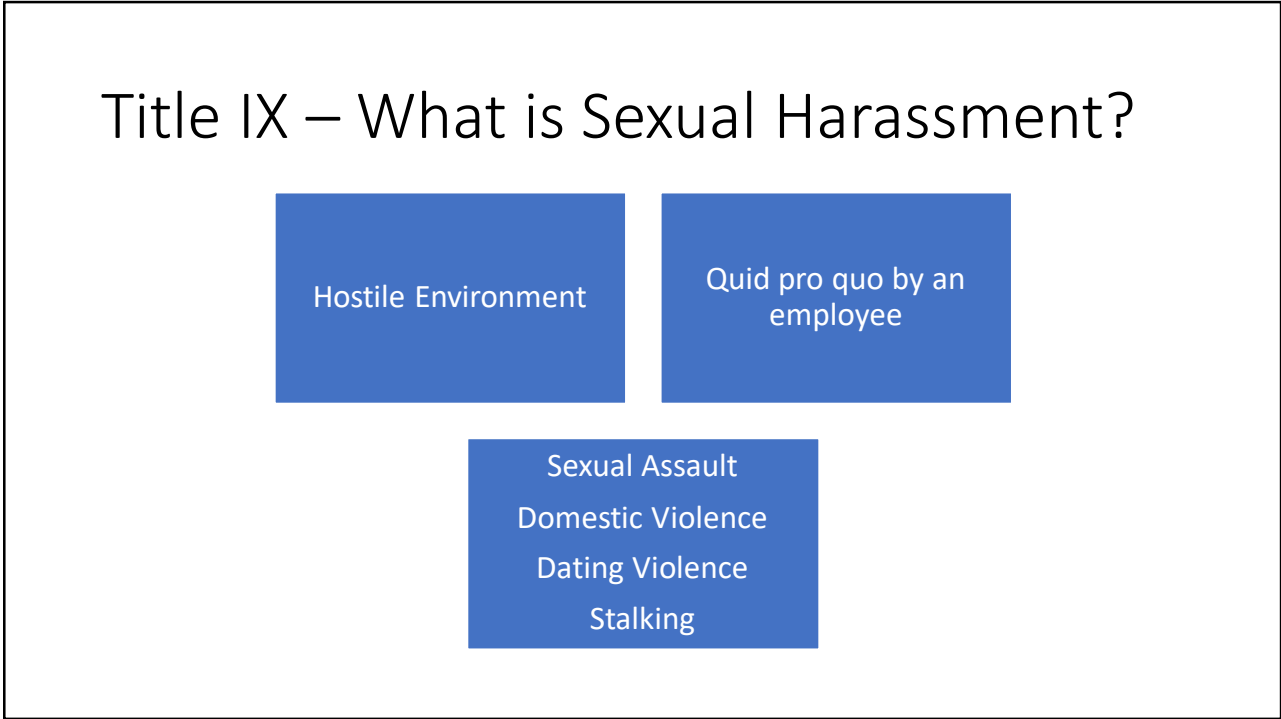 Title IX – What is Sexual Harassment?
Hostile Environment
Quid pro quo by an
employee
Sexual Assault
Domestic Violence
Dating Violence
Stalking